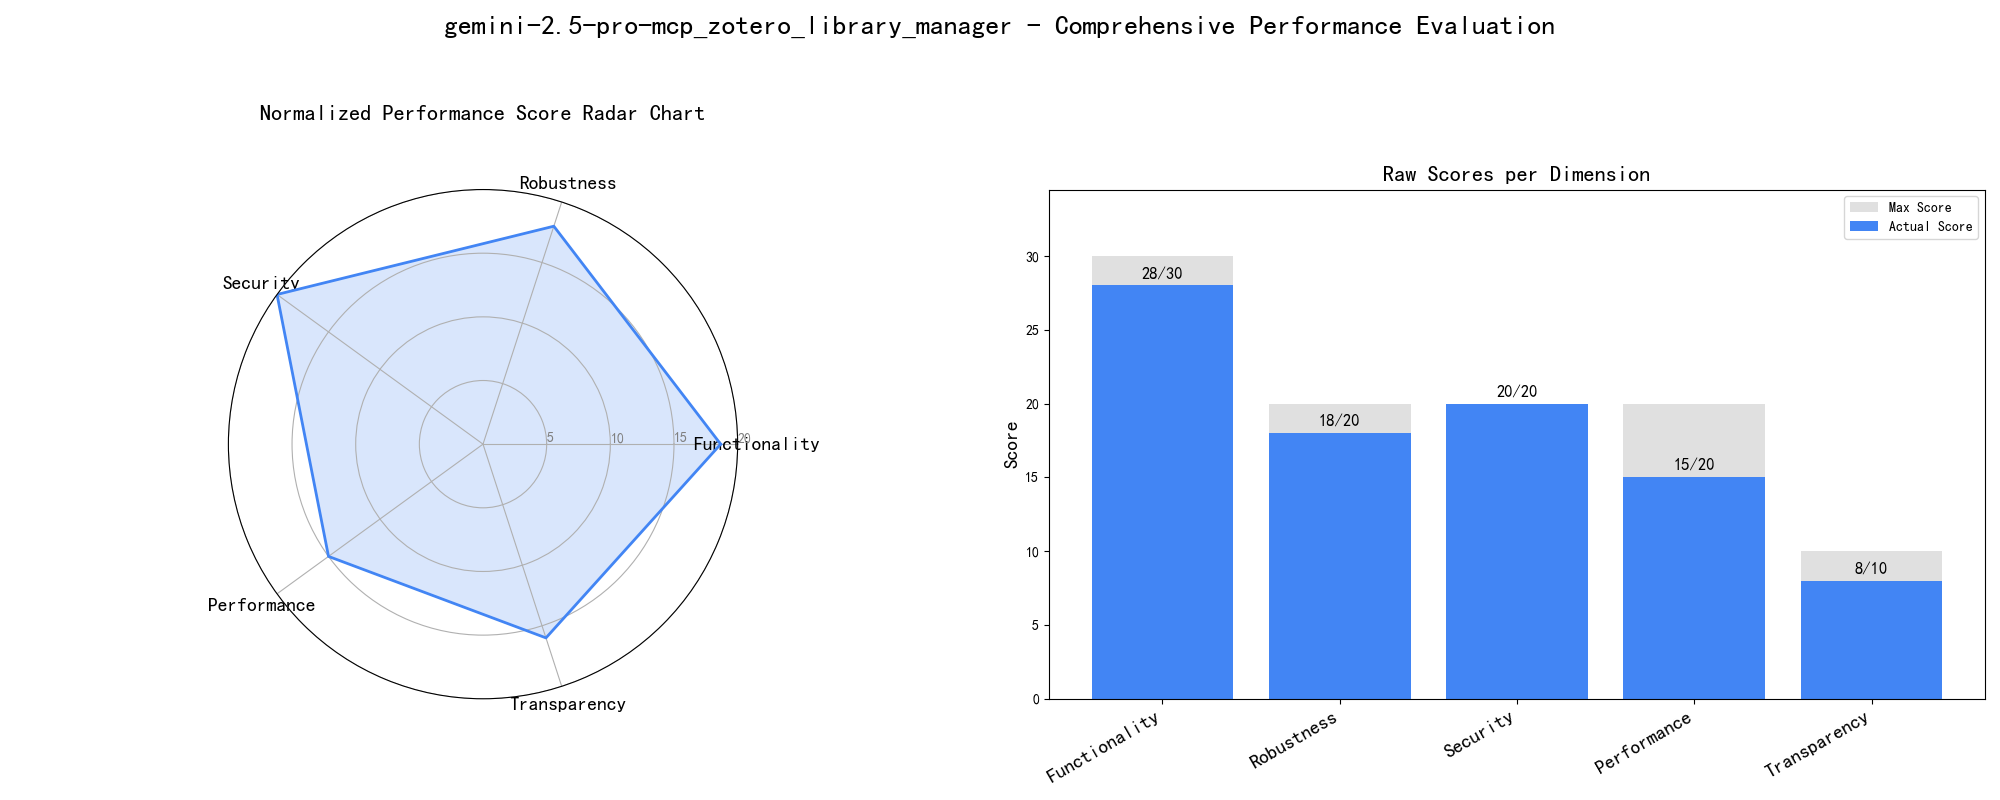 gemini-2.5-pro-mcp_zotero_library_manager - Comprehensive Performance Evaluation
Normalized Performance Score Radar Chart
Robustness
Security
Functionality
Performance
Transparency
5
10
15
20
Raw Scores per Dimension
Max Score
Actual Score
Score
30
25
20
15
10
5
0
28/30
18/20
20/20
15/20
8/10
Functionality
Robustness
Security
Performance
Transparency